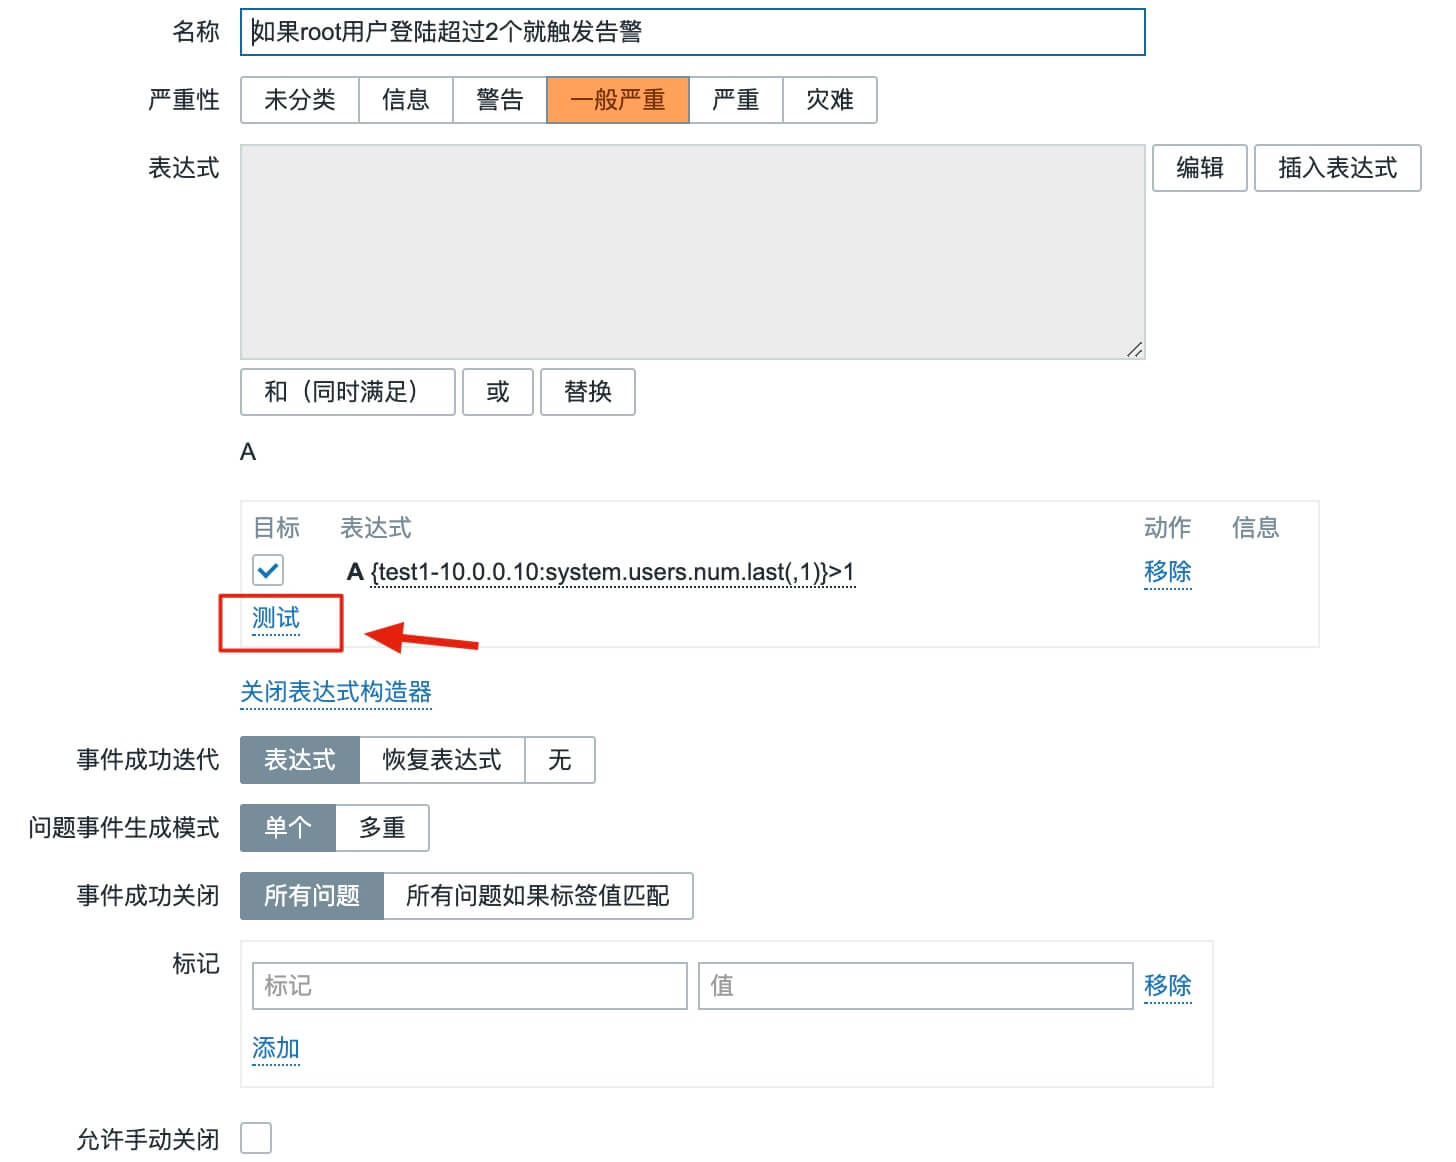 名称 如果root用户登陆超过2个就触发告警
严重性 未分类 信息 警告 一般严重 严重 灾难
表达式 编辑 插入表达式
和（同时满足） 或 替换
A
目标 表达式 动作 信息
A {test1-10.0.0.10:system.users.num.last(,1)}>1 移除
测试
关闭表达式构造器
事件成功迭代 表达式 恢复表达式 无
问题事件生成模式 单个 多重
事件成功关闭 所有问题 所有问题如果标签值匹配
标记 标记 值 移除
添加
允许手动关闭